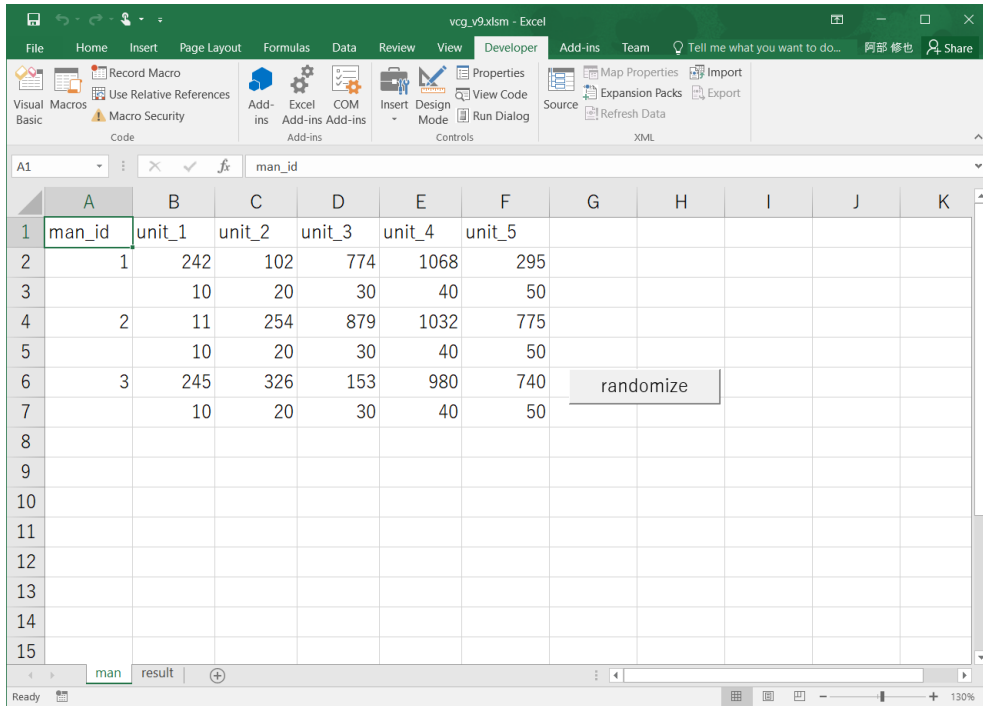 vcg_v9.xlsm - Excel
File Home Insert Page Layout Formulas Data Review View Developer Add-ins Team Tell me what you want to do... 阿部 修也 Share
Visual Basic
Macros
Record Macro
Use Relative References
Macro Security
Code
Add-ins
Excel Add-ins
COM Add-ins
Add-ins
Insert
Design Mode
Properties
View Code
Run Dialog
Controls
Source
Map Properties
Expansion Packs
Refresh Data
Import
Export
XML
A1 fx man_id
A B C D E F G H I J K
1 man_id unit_1 unit_2 unit_3 unit_4 unit_5
2 1 242 102 774 1068 295
3 10 20 30 40 50
4 2 11 254 879 1032 775
5 10 20 30 40 50
6 3 245 326 153 980 740 randomize
7 10 20 30 40 50
8
9
10
11
12
13
14
15
man result
Ready 130%